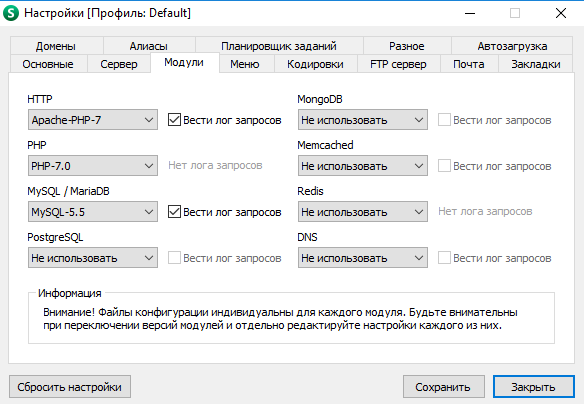 Настройки [Профиль: Default]
Домены Алиасы Планировщик заданий Разное Автозагрузка
Основные Сервер Модули Меню Кодировки FTP сервер Почта Закладки
HTTP MongoDB
Apache-PHP-7 Вести лог запросов Не использовать Вести лог запросов
PHP Memcached
PHP-7.0 Нет лога запросов Не использовать Вести лог запросов
MySQL / MariaDB Redis
MySQL-5.5 Вести лог запросов Не использовать Нет лога запросов
PostgreSQL DNS
Не использовать Вести лог запросов Не использовать Вести лог запросов
Информация
Внимание! Файлы конфигурации индивидуальны для каждого модуля. Будьте внимательны
при переключении версий модулей и отдельно редактируйте настройки каждого из них.
Сбросить настройки Сохранить Закрыть